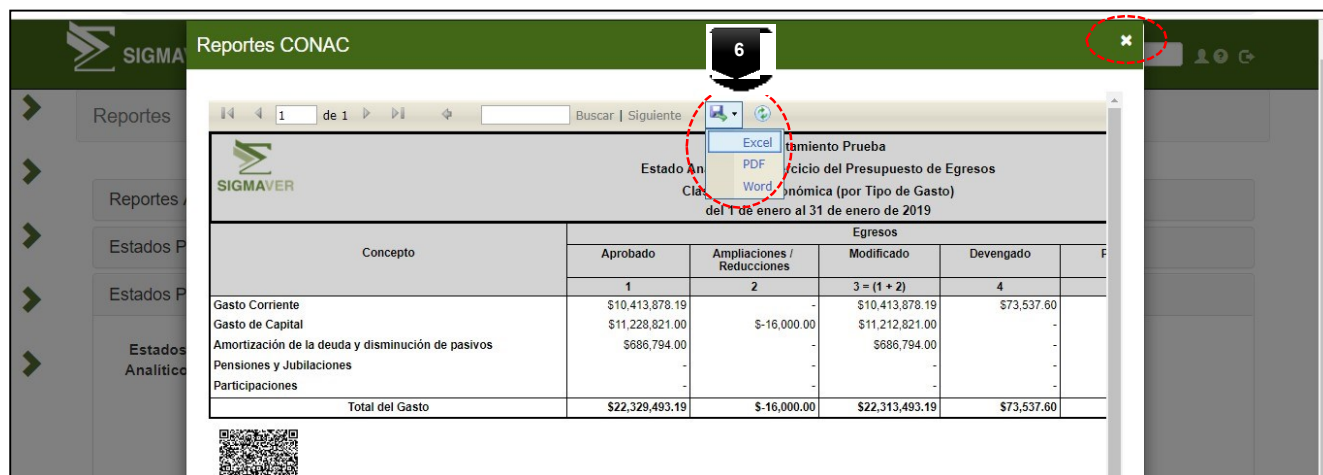 SIGMA
Reportes CONAC
6
Reportes
1 de 1 Buscar | Siguiente
Excel
PDF
Word
SIGMAVER
tamiento Prueba
Estado An rcicio del Presupuesto de Egresos
Clas onómica (por Tipo de Gasto)
del 1 de enero al 31 de enero de 2019
Reportes
Estados P
Estados P
Estados
Analitico
Egresos
Concepto Aprobado Ampliaciones / Reducciones Modificado Devengado P
1 2 3 = (1 + 2) 4
Gasto Corriente $10,413,878.19 - $10,413,878.19 $73,537.60
Gasto de Capital $11,228,821.00 $-16,000.00 $11,212,821.00 -
Amortización de la deuda y disminución de pasivos $686,794.00 - $686,794.00 -
Pensiones y Jubilaciones - - - -
Participaciones - - - -
Total del Gasto $22,329,493.19 $-16,000.00 $22,313,493.19 $73,537.60